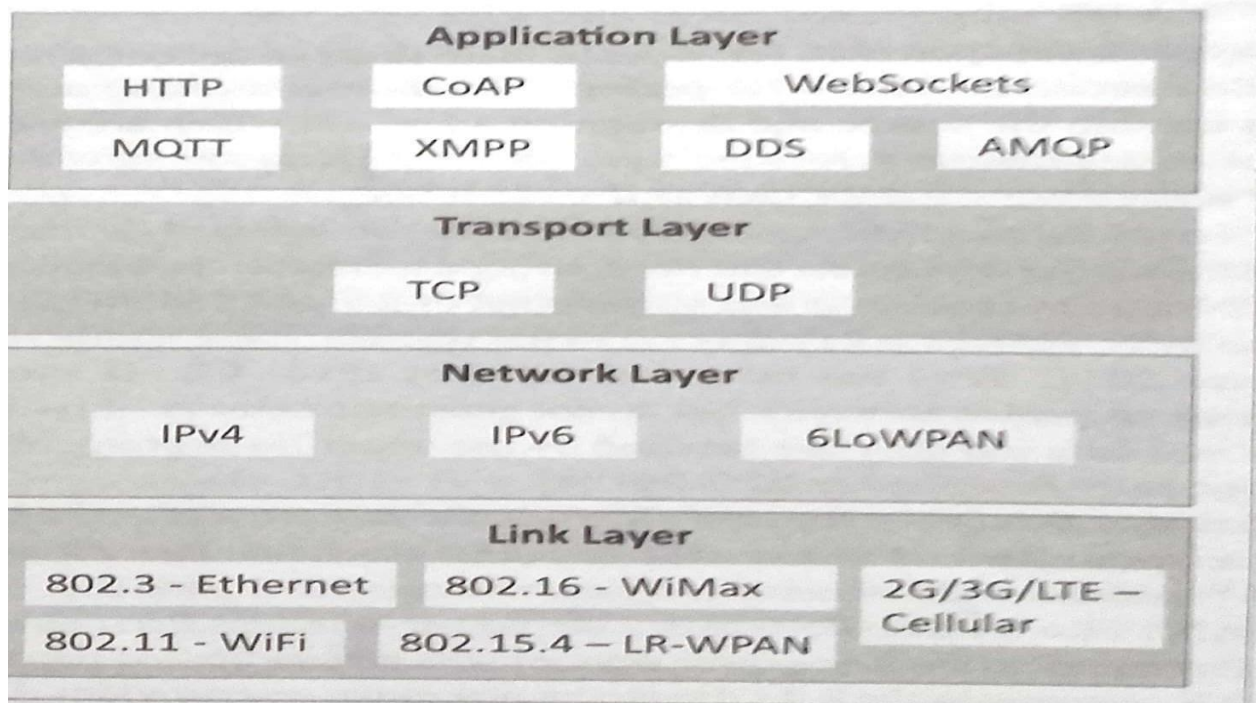 Application Layer
HTTP CoAP WebSockets
MQTT XMPP DDS AMQP
Transport Layer
TCP UDP
Network Layer
IPv4 IPv6 6LoWPAN
Link Layer
802.3 - Ethernet 802.16 - WiMax 2G/3G/LTE –
Cellular
802.11 - WiFi 802.15.4 – LR-WPAN